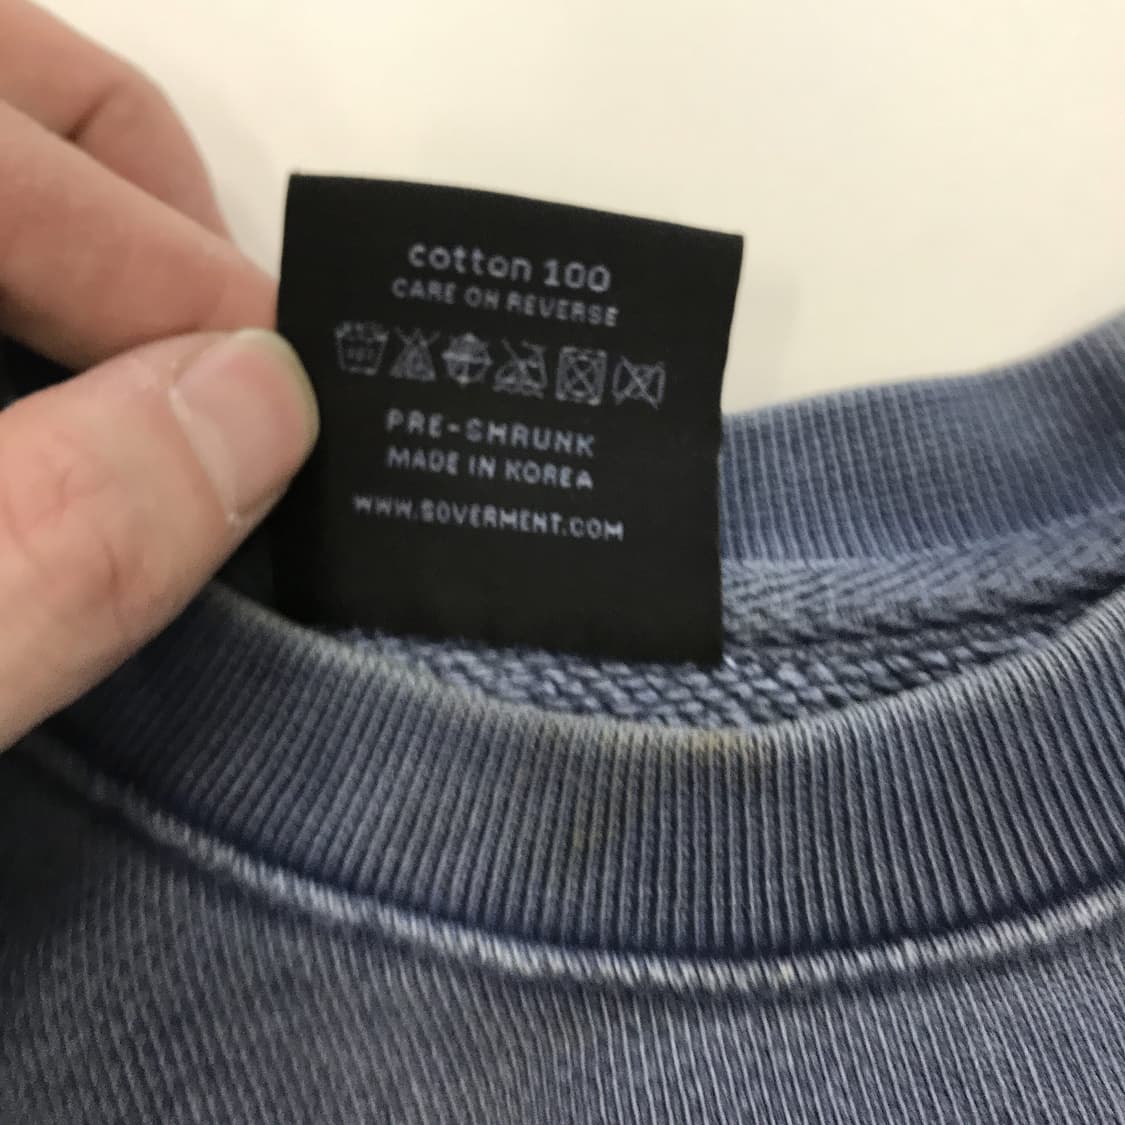 cotton 100
CARE ON REVERSE
PRE-SHRUNK
MADE IN KOREA
WWW.SOVERMENT.COM